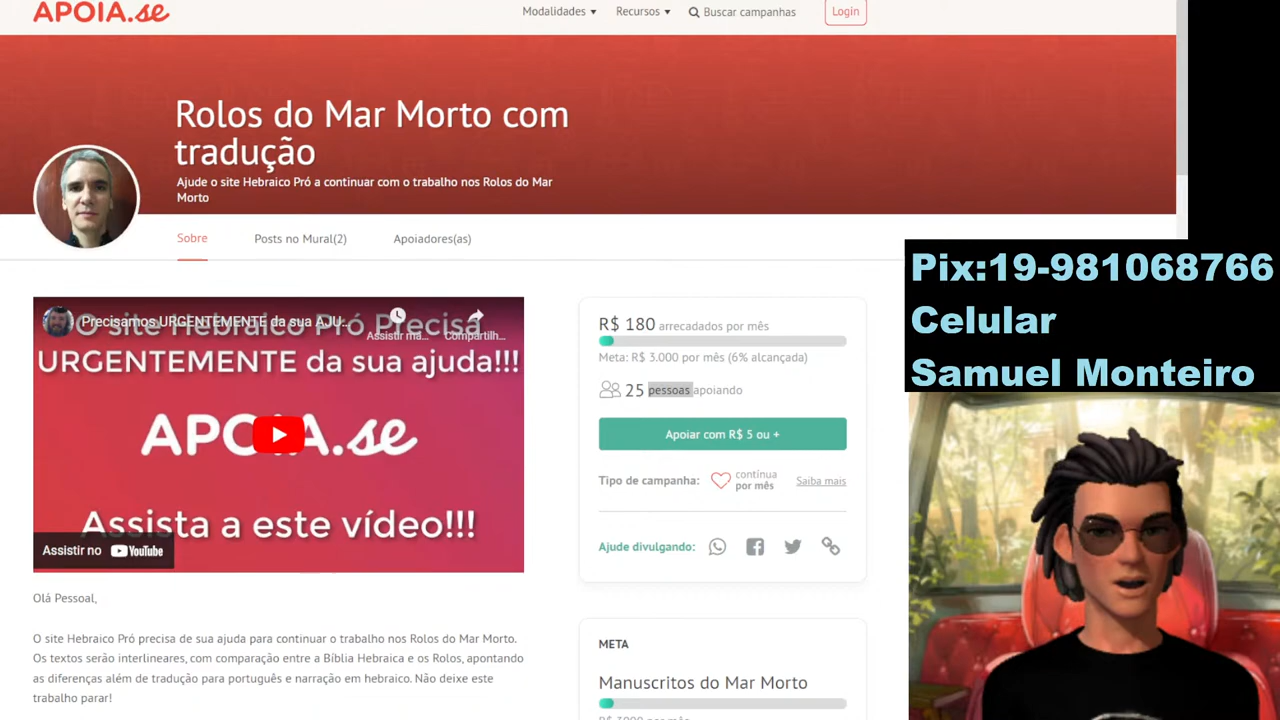 APOIA.se
Modalidades
Recursos
Buscar campanhas
Login
Rolos do Mar Morto com
tradução
Ajude o site Hebraico Pró a continuar com o trabalho nos Rolos do Mar
Morto
Sobre
Posts no Mural(2)
Apoiadores(as)
Pix:19-981068766
Celular
Samuel Monteiro
O site Hebraico Pró Precisa
Precisamos URGENTEMENTE da sua AJU...
Assistir ma...
Compartilh...
URGENTEMENTE da sua ajuda!!!
APOIA.se
Assista a este vídeo!!!
Assistir no YouTube
R$ 180 arrecadados por mês
Meta: R$ 3.000 por mês (6% alcançada)
25 pessoas apoiando
Apoiar com R$ 5 ou +
Tipo de campanha:
contínua
por mês
Saiba mais
Ajude divulgando:
Olá Pessoal,
O site Hebraico Pró precisa de sua ajuda para continuar o trabalho nos Rolos do Mar Morto.
Os textos serão interlineares, com comparação entre a Bíblia Hebraica e os Rolos, apontando
as diferenças além de tradução para português e narração em hebraico. Não deixe este
trabalho parar!
META
Manuscritos do Mar Morto